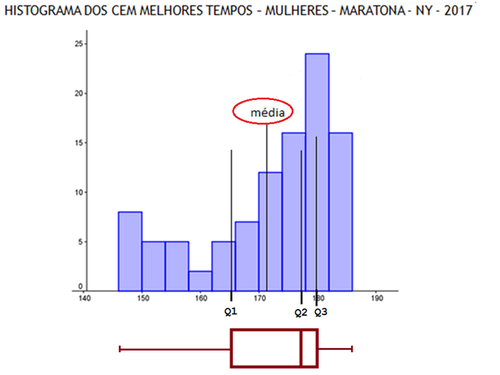 HISTOGRAMA DOS CEM MELHORES TEMPOS – MULHERES – MARATONA - NY - 2017
25
20
média
15
10
5
0
140 150 160 170 180 190
Q1 Q2 Q3